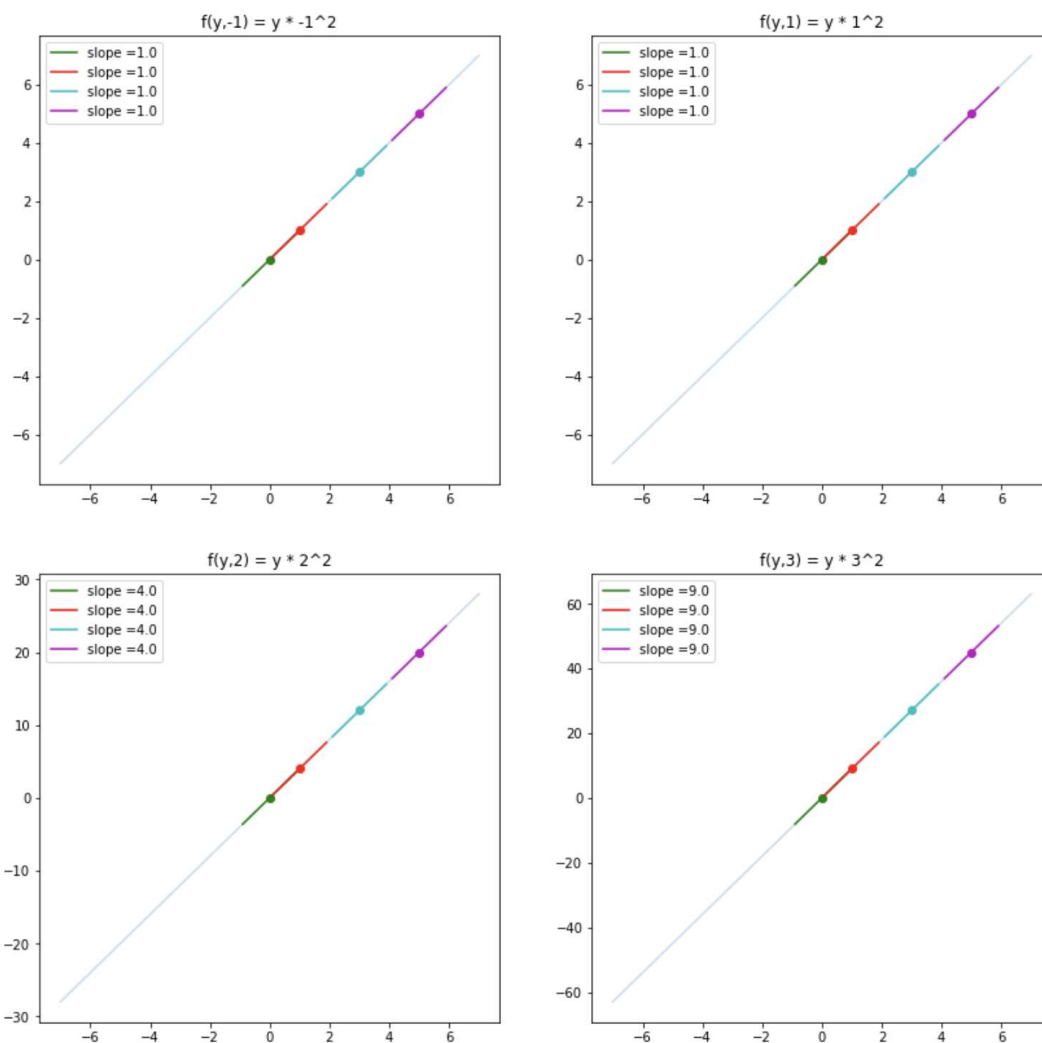 f(y,-1) = y * -1^2
slope =1.0
slope =1.0
slope =1.0
slope =1.0
6
4
2
0
−2
−4
−6
−6 −4 −2 0 2 4 6
f(y,1) = y * 1^2
slope =1.0
slope =1.0
slope =1.0
slope =1.0
6
4
2
0
−2
−4
−6
−6 −4 −2 0 2 4 6
f(y,2) = y * 2^2
slope =4.0
slope =4.0
slope =4.0
slope =4.0
30
20
10
0
−10
−20
−30
−6 −4 −2 0 2 4 6
f(y,3) = y * 3^2
slope =9.0
slope =9.0
slope =9.0
slope =9.0
60
40
20
0
−20
−40
−60
−6 −4 −2 0 2 4 6